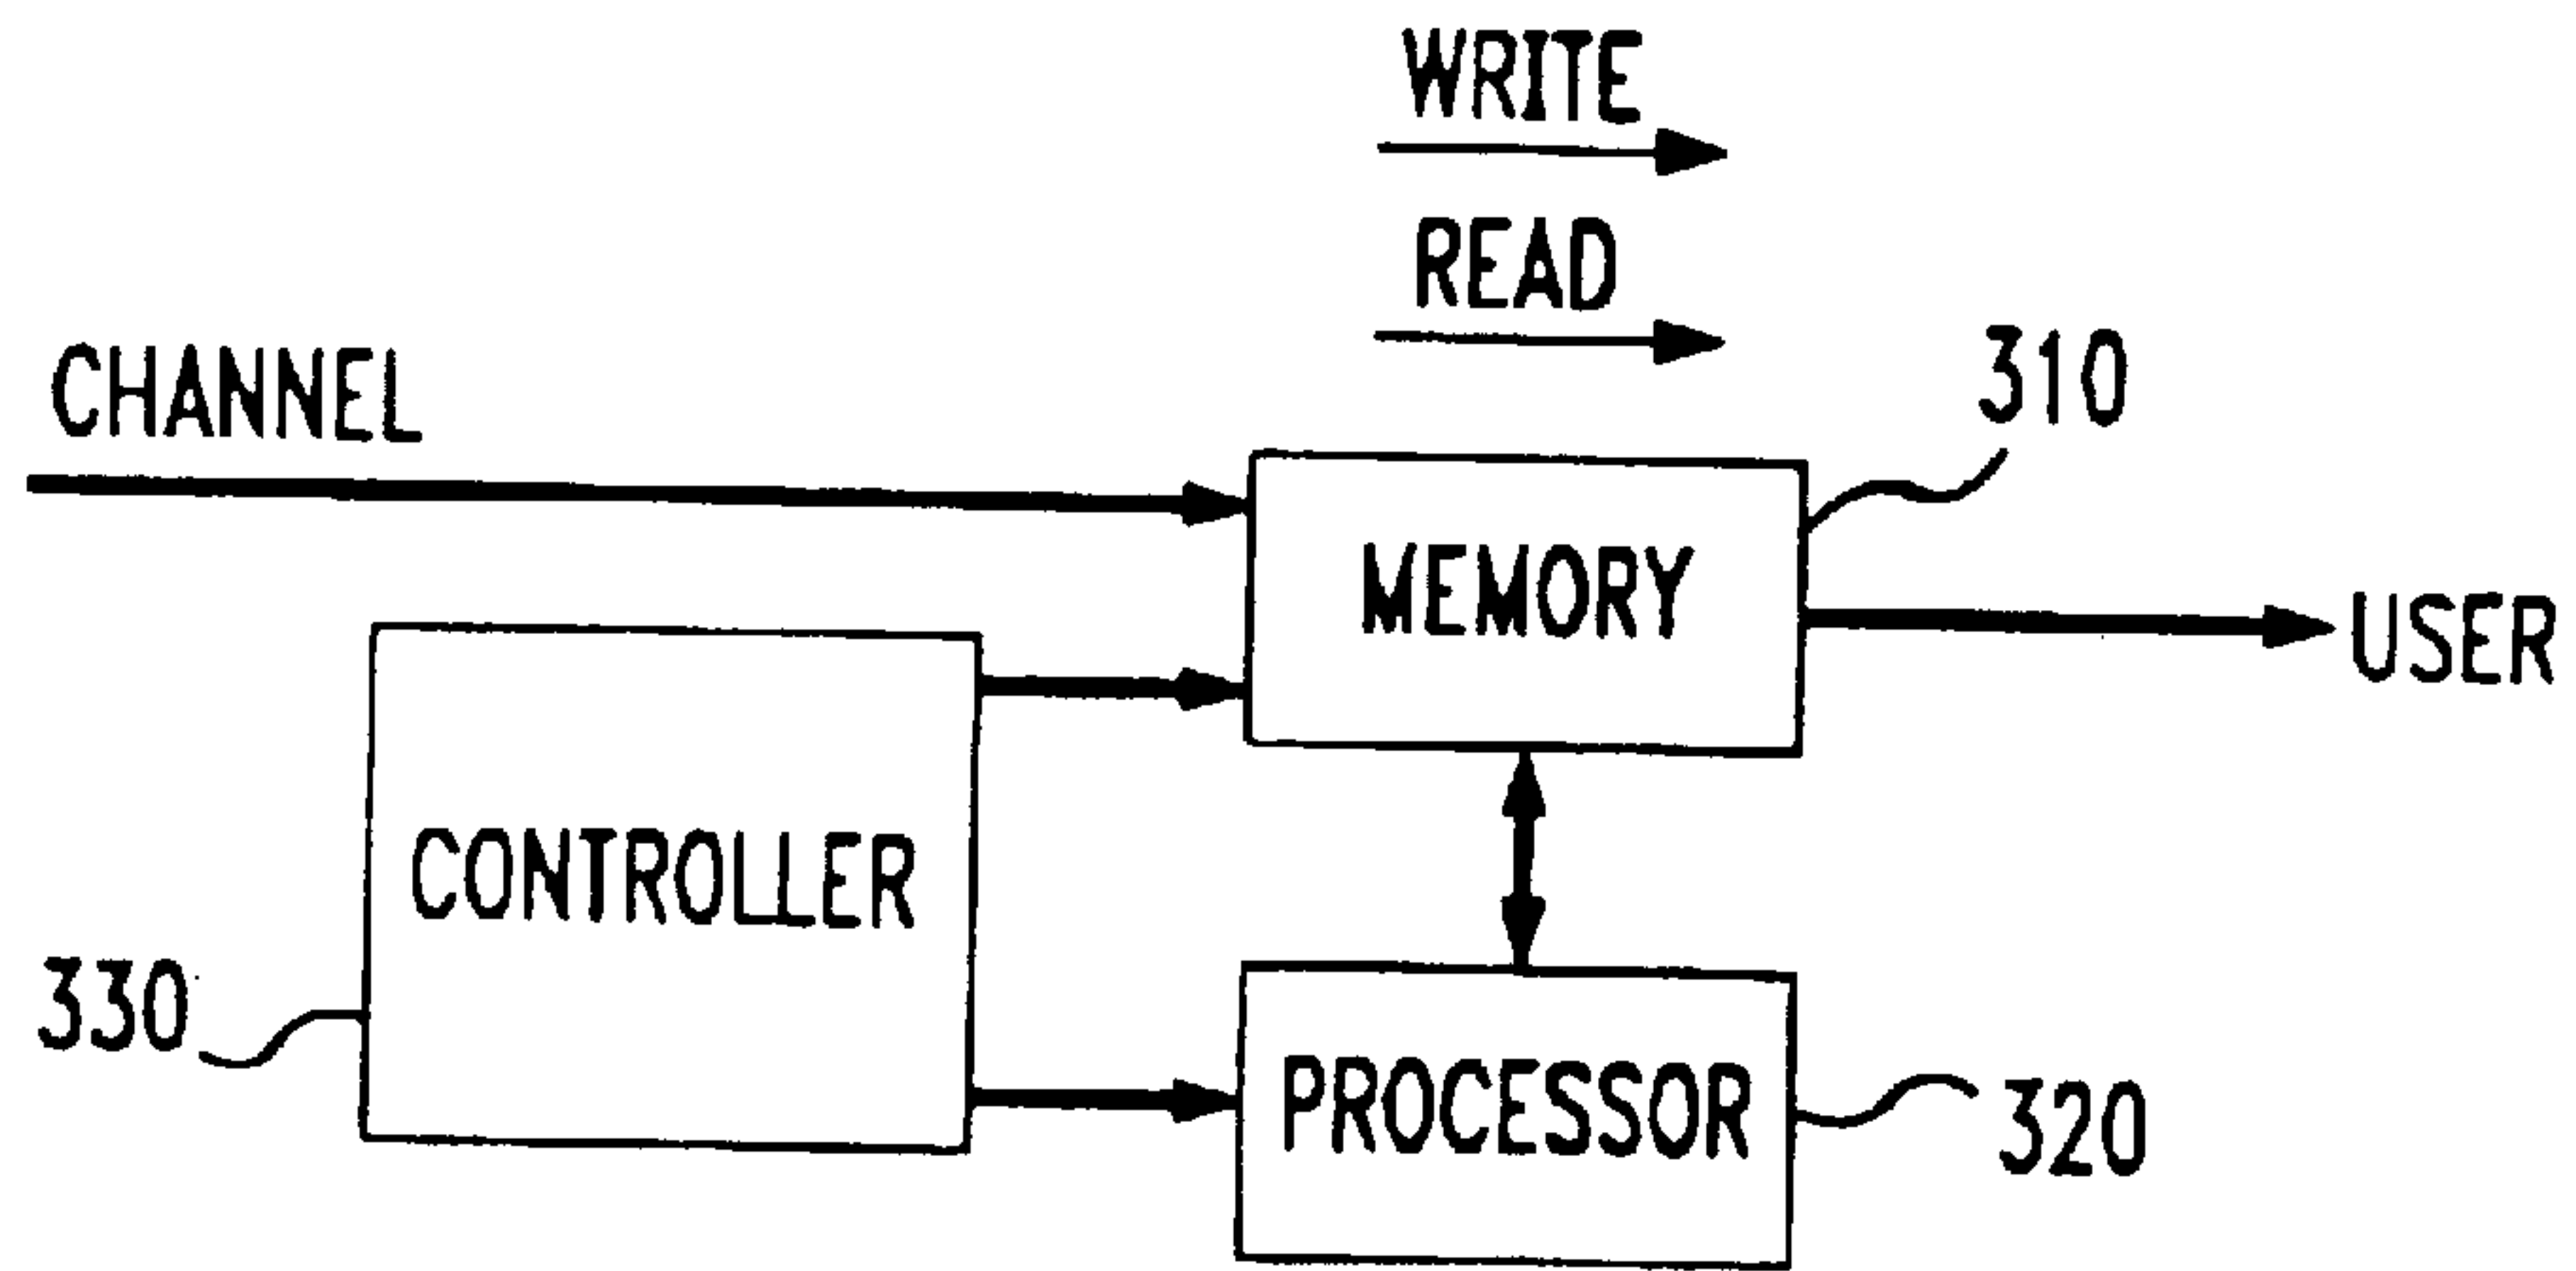 WRITE
READ
CHANNEL
310
MEMORY
USER
CONTROLLER
330
PROCESSOR
320